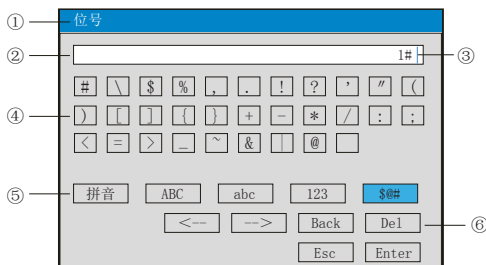 ① 位号
② 1# ③
# \ $ % , . ! ? ’ ″ (
④ ) [ ] { } + - * / : ;
< = > _ ~ & | @
⑤ 拼音 ABC abc 123 $@#
<-- --> Back Del ⑥
Esc Enter